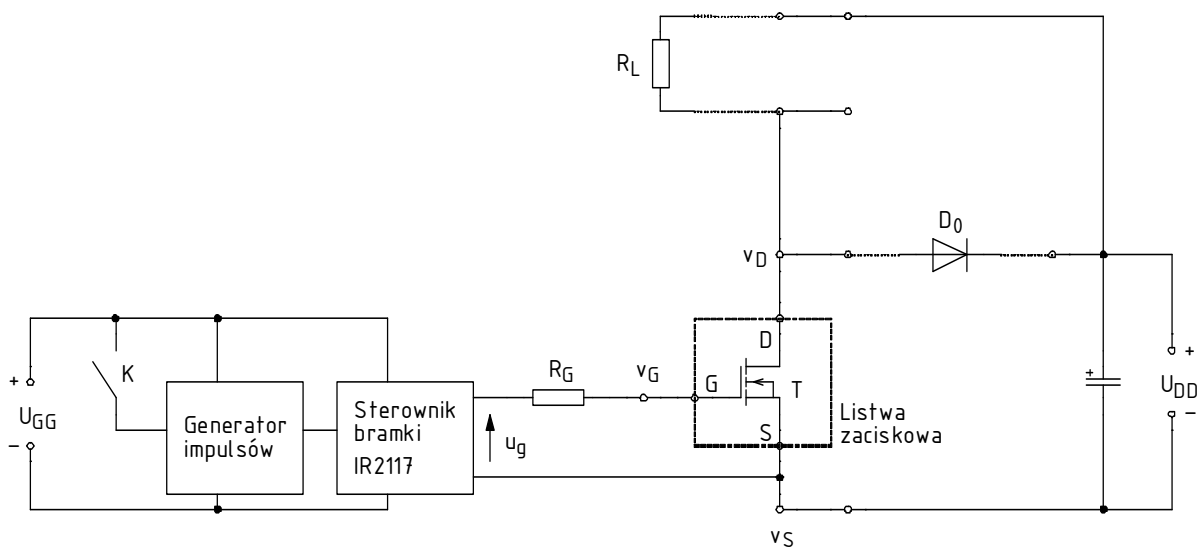 R_L
D_0
v_D
+
U_GG
−
K
Generator
impulsów
Sterownik
bramki
IR2117
R_G
u_g
v_G
D
G
T
S
Listwa
zaciskowa
+
+
U_DD
−
v_S